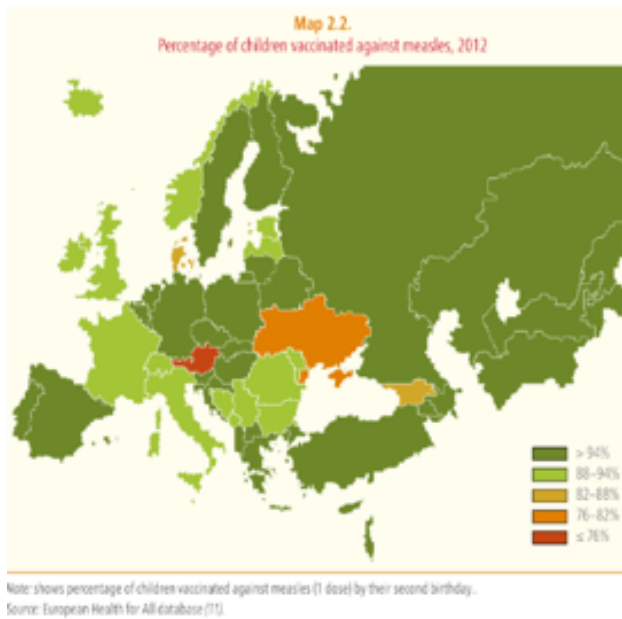 Map 2.2.
Percentage of children vaccinated against measles, 2012
> 94%
88–94%
82–88%
76–82%
≤ 76%
Note: shows percentage of children vaccinated against measles (1 dose) by their second birthday..
Source: European Health for All database (11).